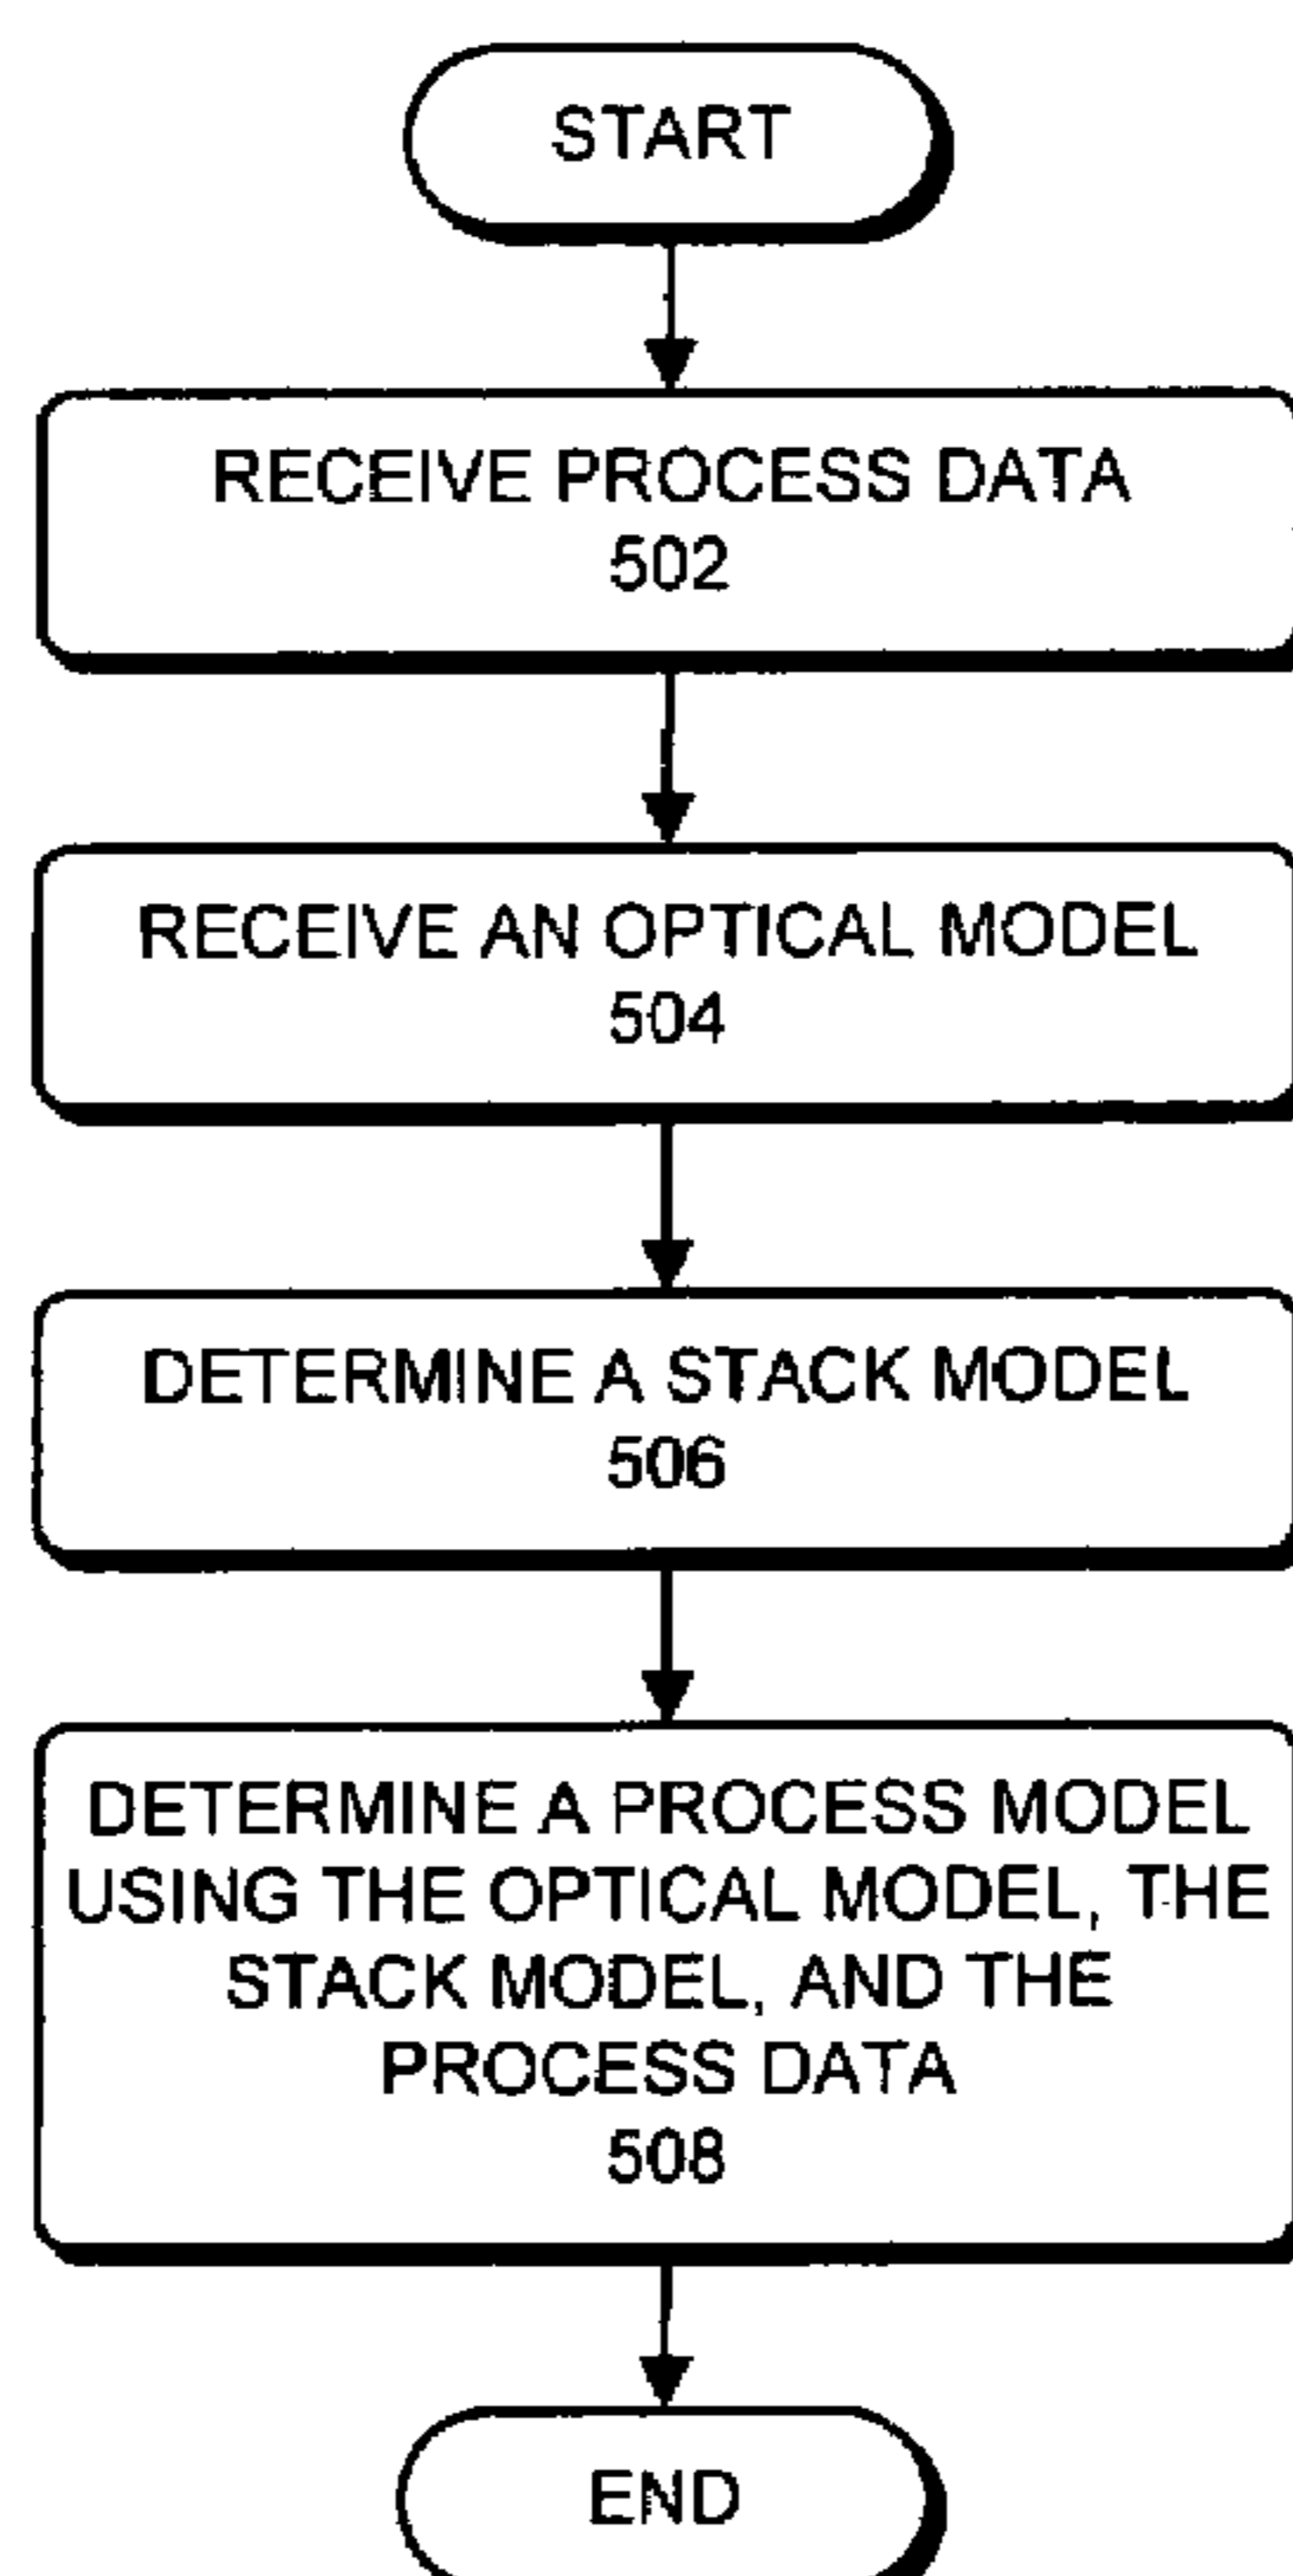 START
RECEIVE PROCESS DATA
502
RECEIVE AN OPTICAL MODEL
504
DETERMINE A STACK MODEL
506
DETERMINE A PROCESS MODEL
USING THE OPTICAL MODEL, THE
STACK MODEL, AND THE
PROCESS DATA
508
END